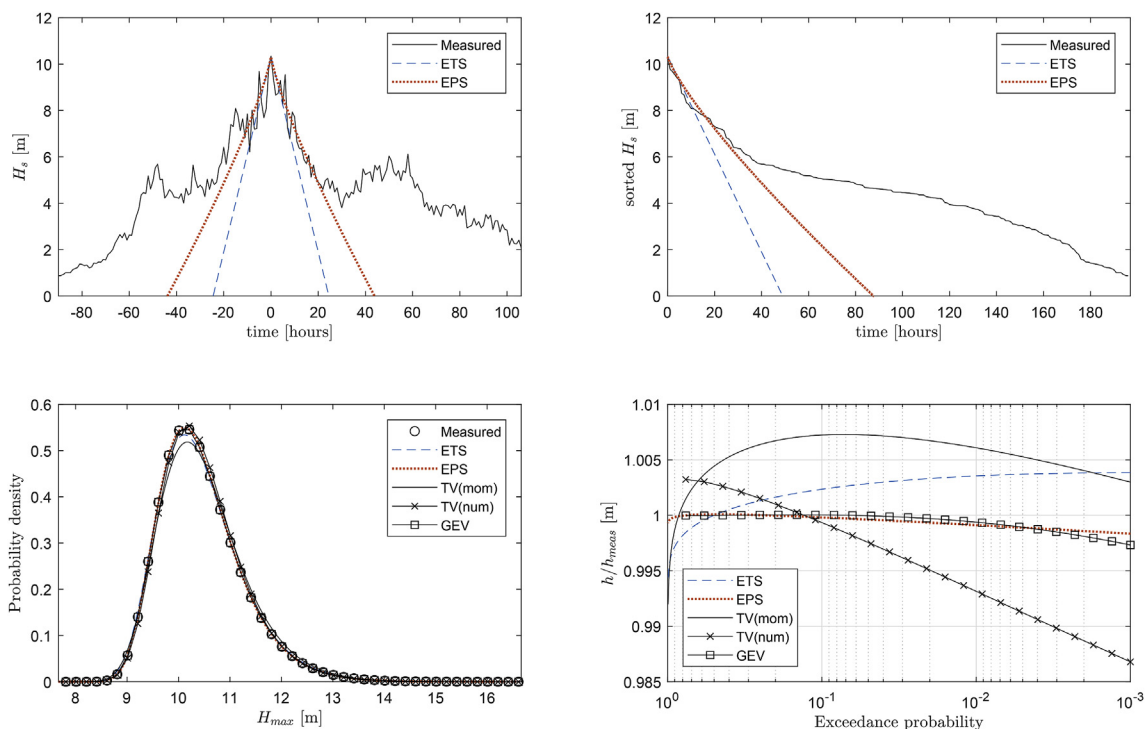 12
10
8
6
4
2
0
H_s [m]
-80 -60 -40 -20 0 20 40 60 80 100
time [hours]
Measured
ETS
EPS
12
10
8
6
4
2
0
sorted H_s [m]
0 20 40 60 80 100 120 140 160 180
time [hours]
Measured
ETS
EPS
0.6
0.5
0.4
0.3
0.2
0.1
0
Probability density
8 9 10 11 12 13 14 15 16
H_max [m]
Measured
ETS
EPS
TV(mom)
TV(num)
GEV
1.01
1.005
1
0.995
0.99
0.985
h/h_meas [m]
10^0 10^-1 10^-2 10^-3
Exceedance probability
ETS
EPS
TV(mom)
TV(num)
GEV